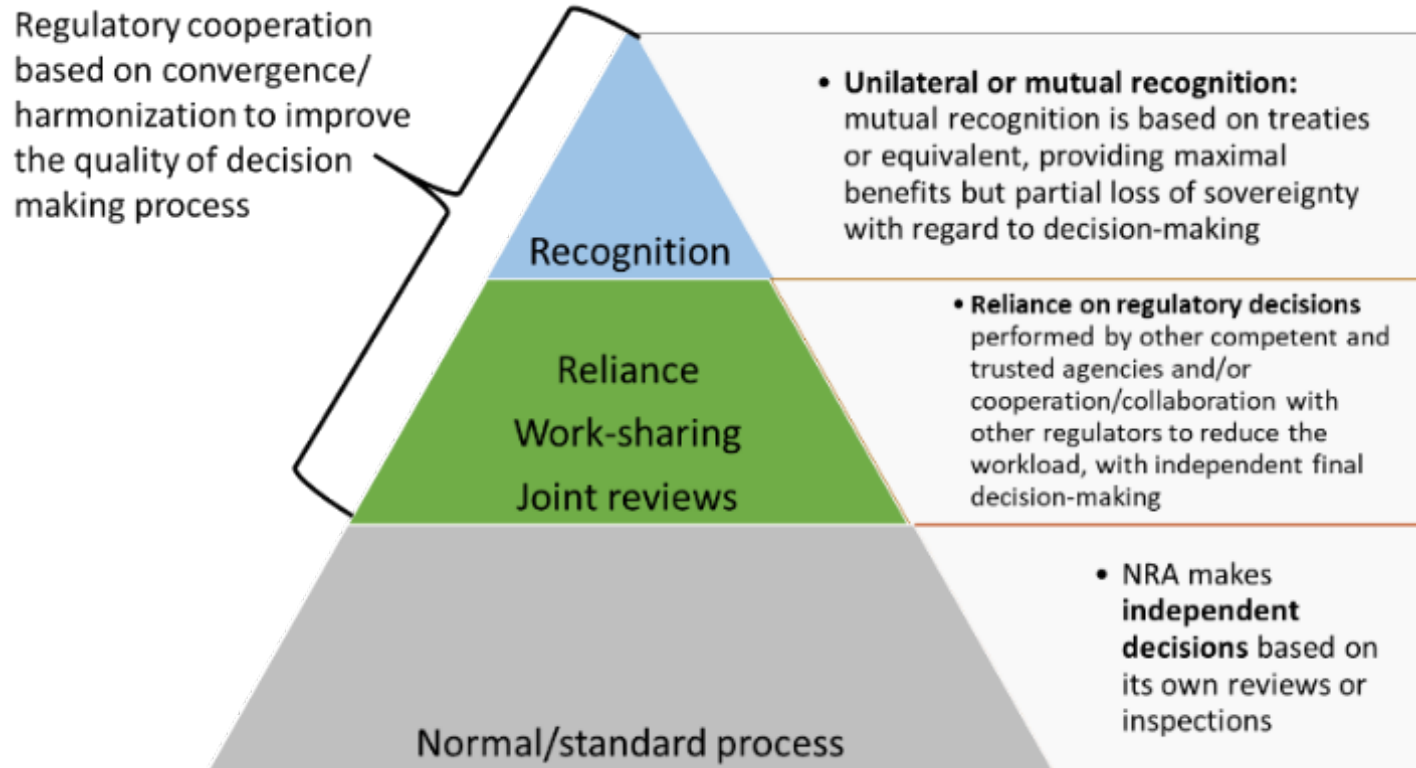 Regulatory cooperation
based on convergence/
harmonization to improve
the quality of decision
making process
Recognition
Reliance
Work-sharing
Joint reviews
Normal/standard process
• Unilateral or mutual recognition:
mutual recognition is based on treaties
or equivalent, providing maximal
benefits but partial loss of sovereignty
with regard to decision-making
• Reliance on regulatory decisions
performed by other competent and
trusted agencies and/or
cooperation/collaboration with
other regulators to reduce the
workload, with independent final
decision-making
• NRA makes
independent
decisions based on
its own reviews or
inspections